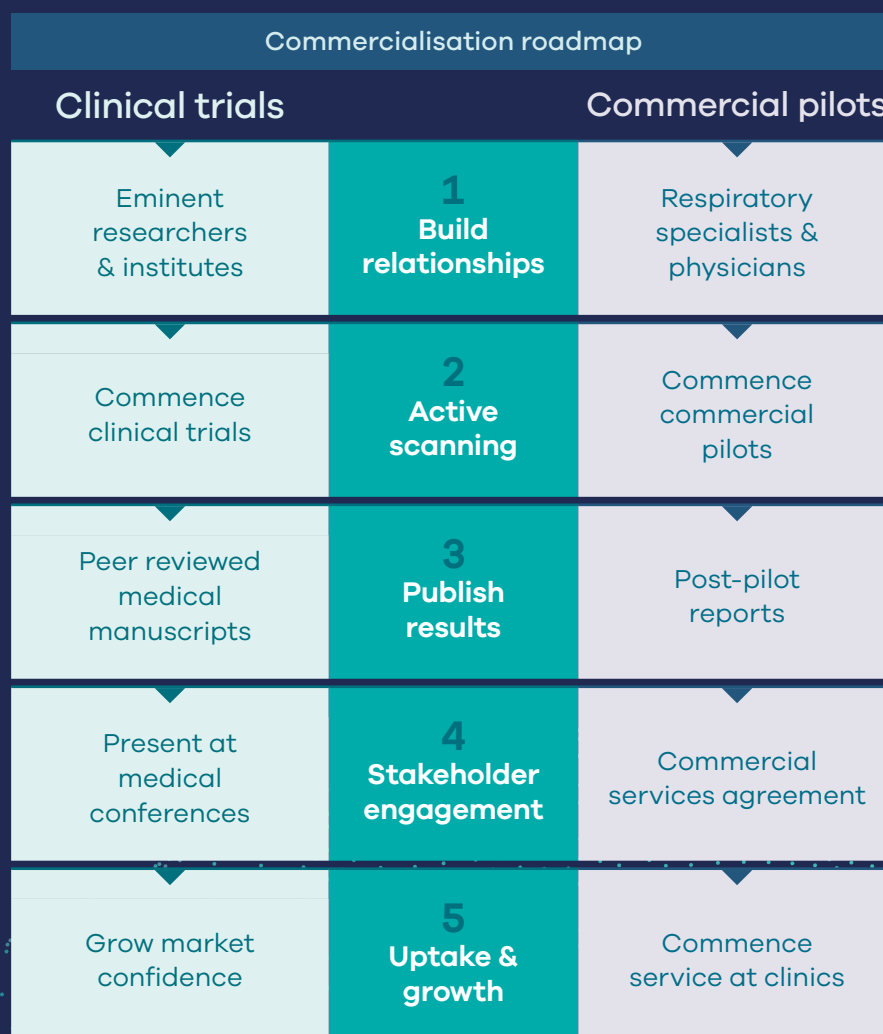 Commercialisation roadmap
Clinical trials
Commercial pilots
Eminent
researchers
& institutes
1
Build
relationships
Respiratory
specialists &
physicians
Commence
clinical trials
2
Active
scanning
Commence
commercial
pilots
Peer reviewed
medical
manuscripts
3
Publish
results
Post-pilot
reports
Present at
medical
conferences
4
Stakeholder
engagement
Commercial
services agreement
Grow market
confidence
5
Uptake &
growth
Commence
service at clinics